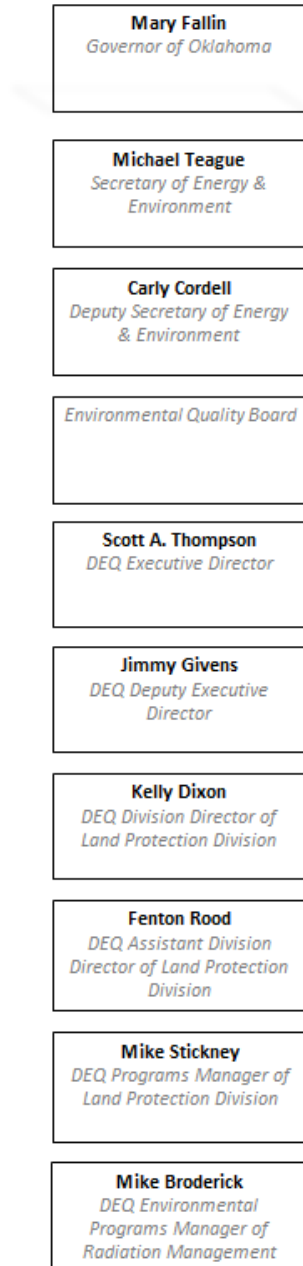 Mary Fallin
Governor of Oklahoma
Michael Teague
Secretary of Energy &
Environment
Carly Cordell
Deputy Secretary of Energy
& Environment
Environmental Quality Board
Scott A. Thompson
DEQ Executive Director
Jimmy Givens
DEQ Deputy Executive
Director
Kelly Dixon
DEQ Division Director of
Land Protection Division
Fenton Rood
DEQ Assistant Division
Director of Land Protection
Division
Mike Stickney
DEQ Programs Manager of
Land Protection Division
Mike Broderick
DEQ Environmental
Programs Manager of
Radiation Management